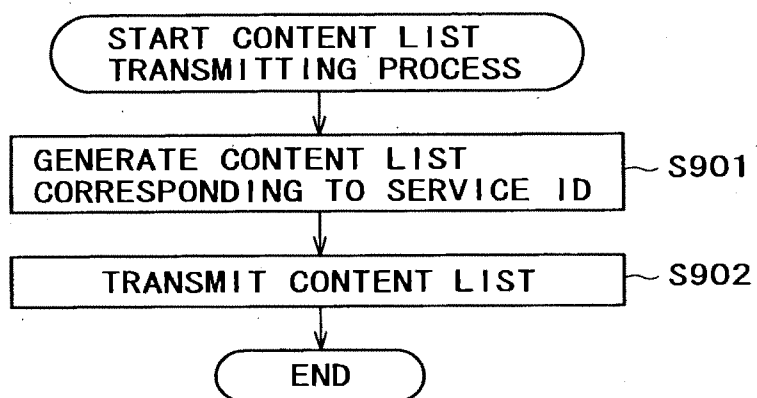 START CONTENT LIST
TRANSMITTING PROCESS
GENERATE CONTENT LIST
CORRESPONDING TO SERVICE ID
S901
TRANSMIT CONTENT LIST
S902
END